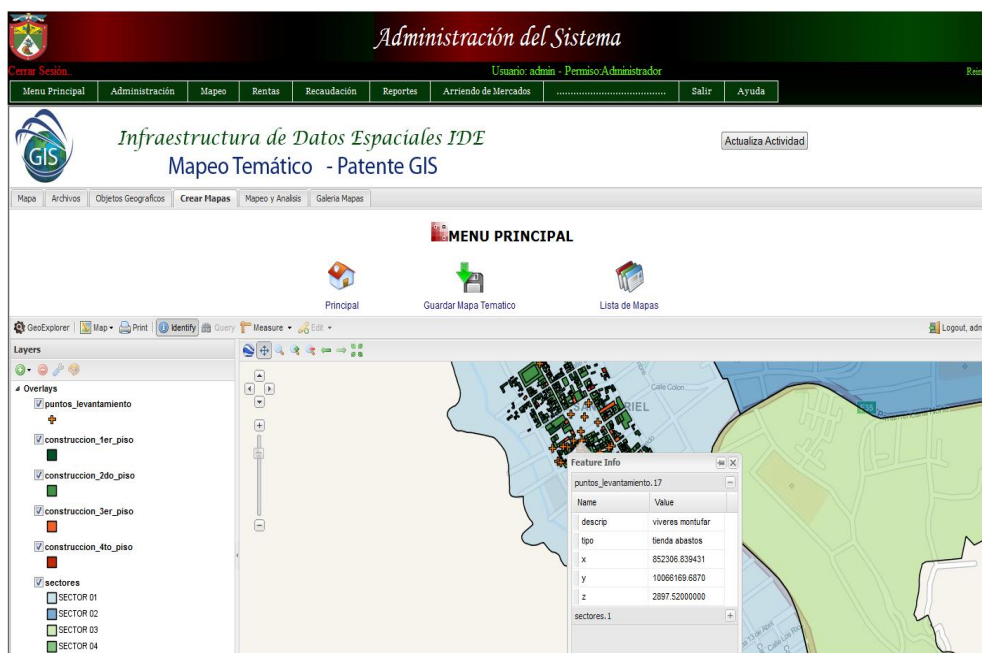 Administración del Sistema
Cerrar Sesión..
Usuario: admin - Permiso:Administrador
Rein
Menu Principal Administración Mapeo Rentas Recaudación Reportes Arriendo de Mercados ........................................ Salir Ayuda
GIS
Infraestructura de Datos Espaciales IDE
Mapeo Temático - Patente GIS
Actualiza Actividad
Mapa Archivos Objetos Geograficos Crear Mapas Mapeo y Analisis Galeria Mapas
MENU PRINCIPAL
Principal Guardar Mapa Tematico Lista de Mapas
GeoExplorer Map Print Identify Query Measure Edit Logout, adm
Layers
Overlays
puntos_levantamiento
construccion_1er_piso
construccion_2do_piso
construccion_3er_piso
construccion_4to_piso
sectores
SECTOR 01
SECTOR 02
SECTOR 03
SECTOR 04
Calle Colon
E35
Feature Info
puntos_levantamiento.17
Name Value
descrip viveres montufar
tipo tienda abastos
x 852306.839431
y 10066169.6870
z 2897.52000000
sectores.1